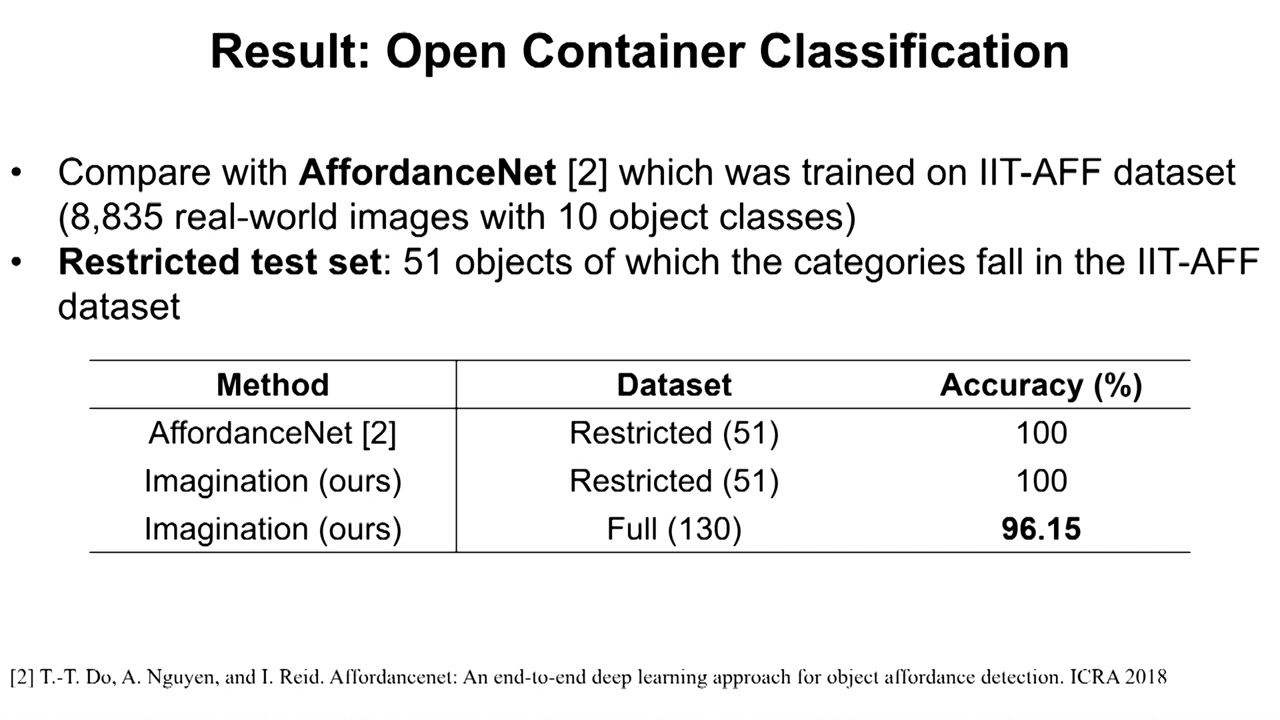 Result: Open Container Classification
• Compare with AffordanceNet [2] which was trained on IIT-AFF dataset
(8,835 real-world images with 10 object classes)
• Restricted test set: 51 objects of which the categories fall in the IIT-AFF
dataset
Method Dataset Accuracy (%)
AffordanceNet [2] Restricted (51) 100
Imagination (ours) Restricted (51) 100
Imagination (ours) Full (130) 96.15
[2] T.-T. Do, A. Nguyen, and I. Reid. Affordancenet: An end-to-end deep learning approach for object affordance detection. ICRA 2018